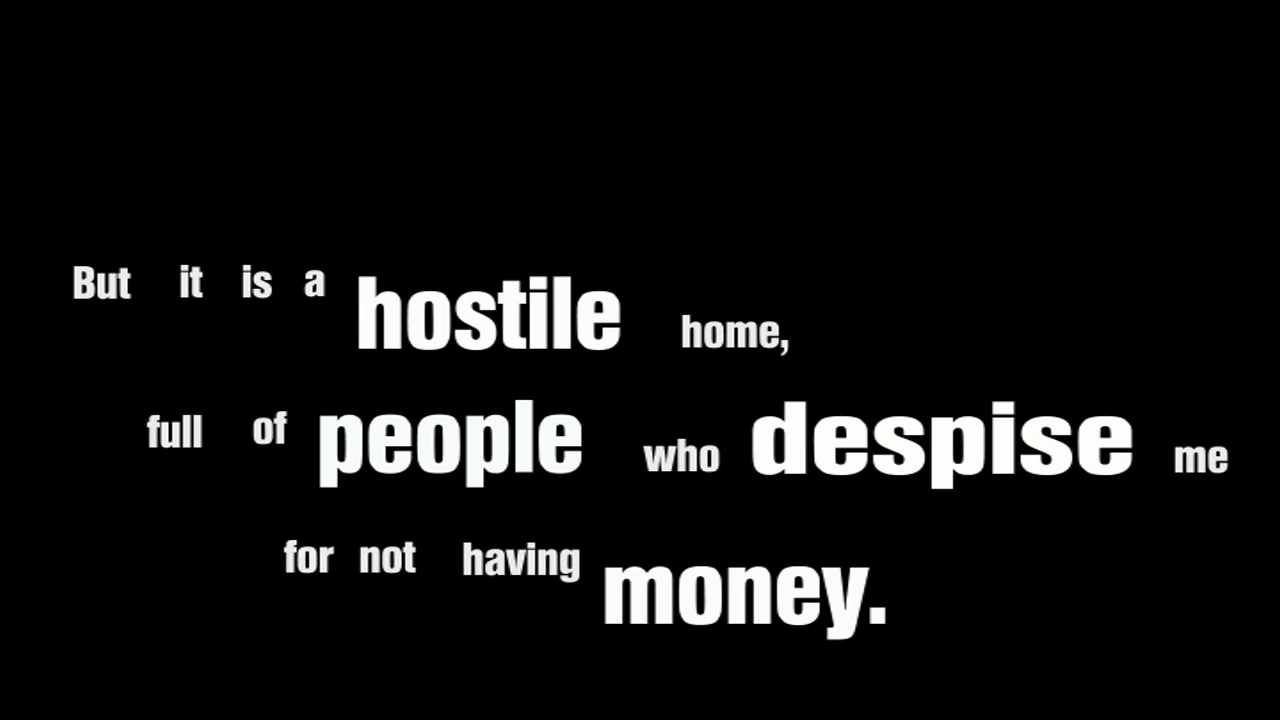 But it is a hostile home,
full of people who despise me
for not having money.